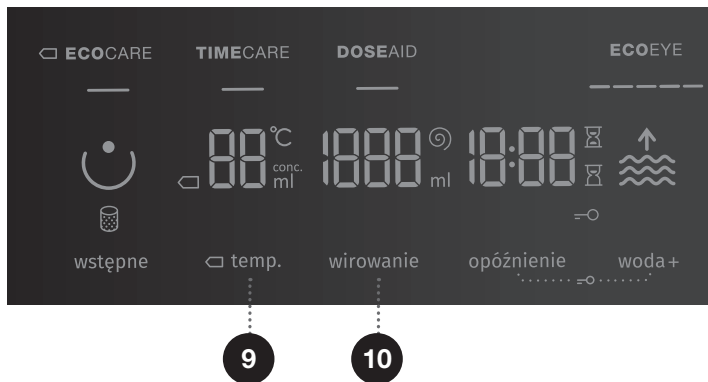 ECOCARE TIMECARE DOSEAID ECOEYE
88 °C conc. ml 1888 ml 18:88
wstępne temp. wirowanie opóźnienie woda+
9 10